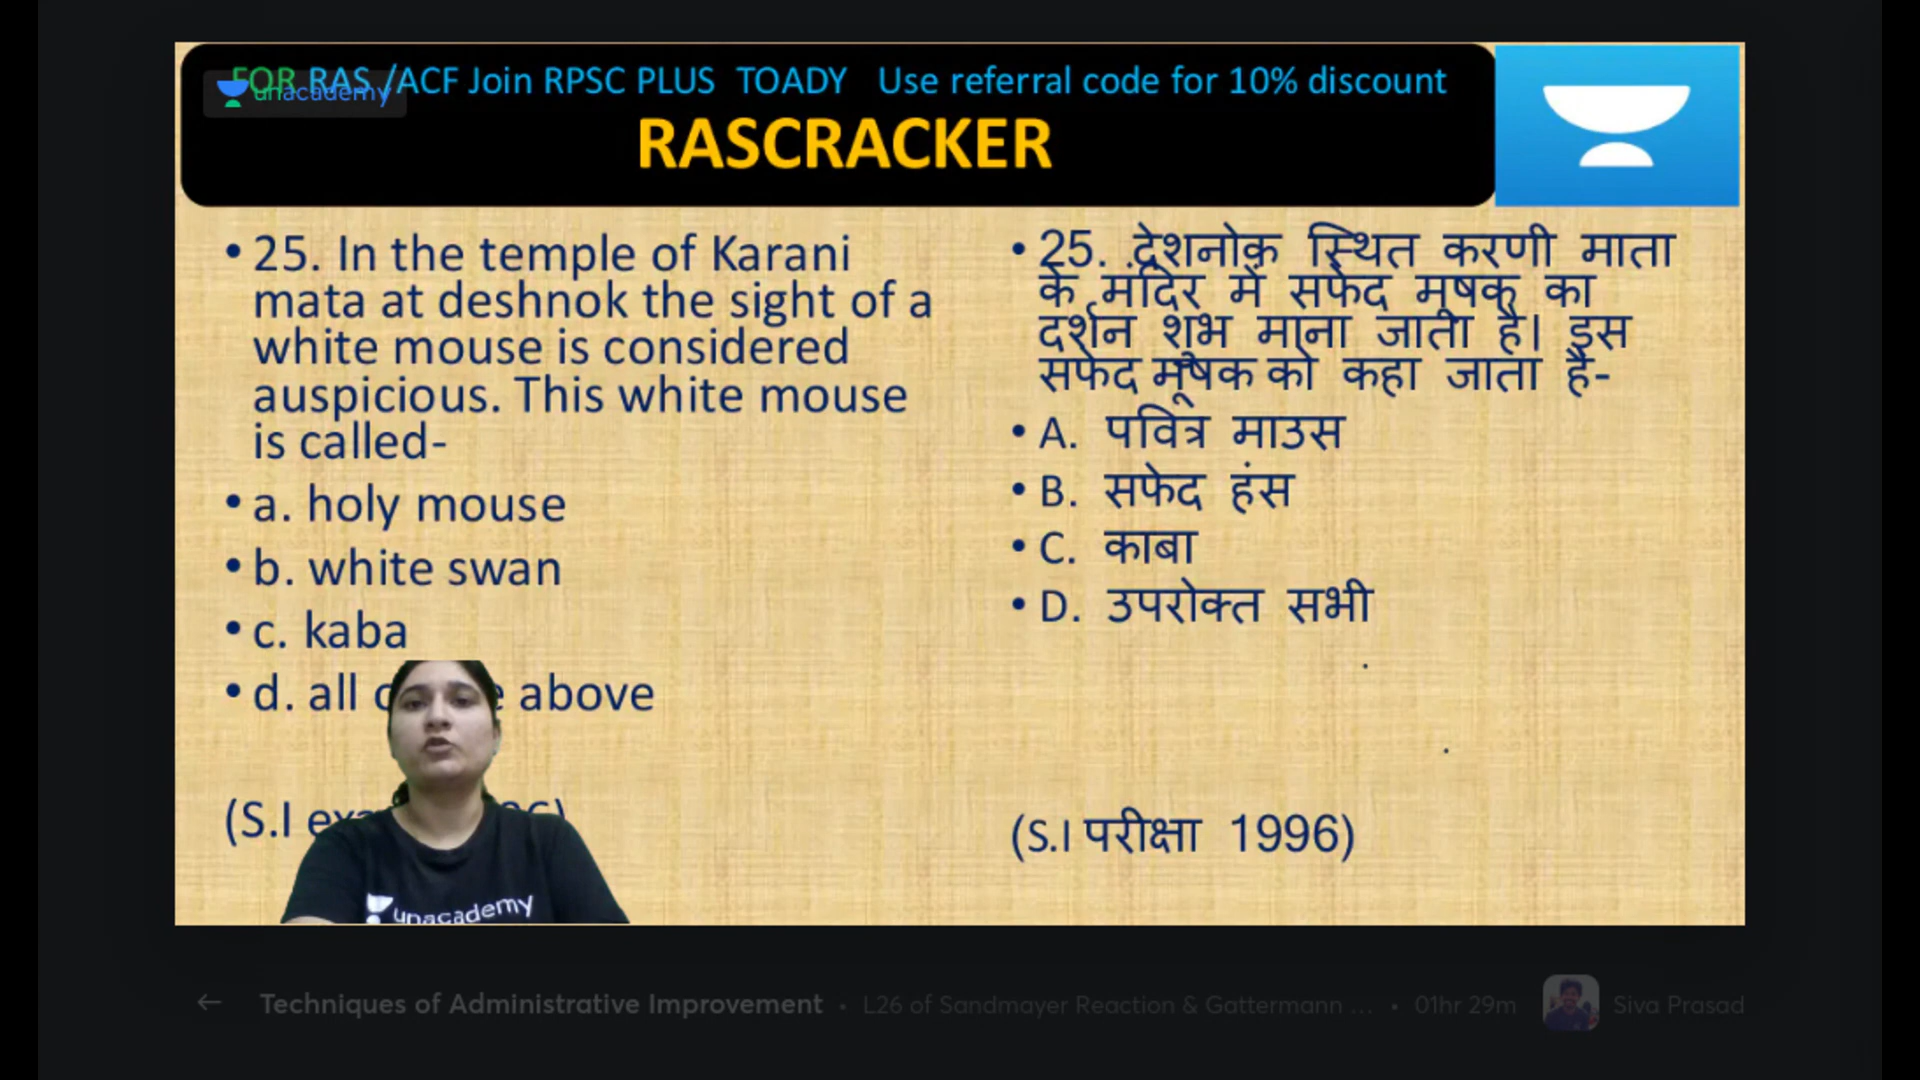 FOR RAS /ACF Join RPSC PLUS TOADY Use referral code for 10% discount
unacademy
RASCRACKER
• 25. In the temple of Karani
mata at deshnok the sight of a
white mouse is considered
auspicious. This white mouse
is called-
• a. holy mouse
• b. white swan
• c. kaba
• d. all above
(S.I
• 25. देशनोक स्थित करणी माता
के मंदिर में सफेद मूषक का
दर्शन शुभ माना जाता है। इस
सफेद मूषक को कहा जाता है-
• A. पवित्र माउस
• B. सफेद हंस
• C. काबा
• D. उपरोक्त सभी
(S.I परीक्षा 1996)
unacademy
← Techniques of Administrative Improvement • L26 of Sandmayer Reaction & Gattermann ... • 01hr 29m Siva Prasad